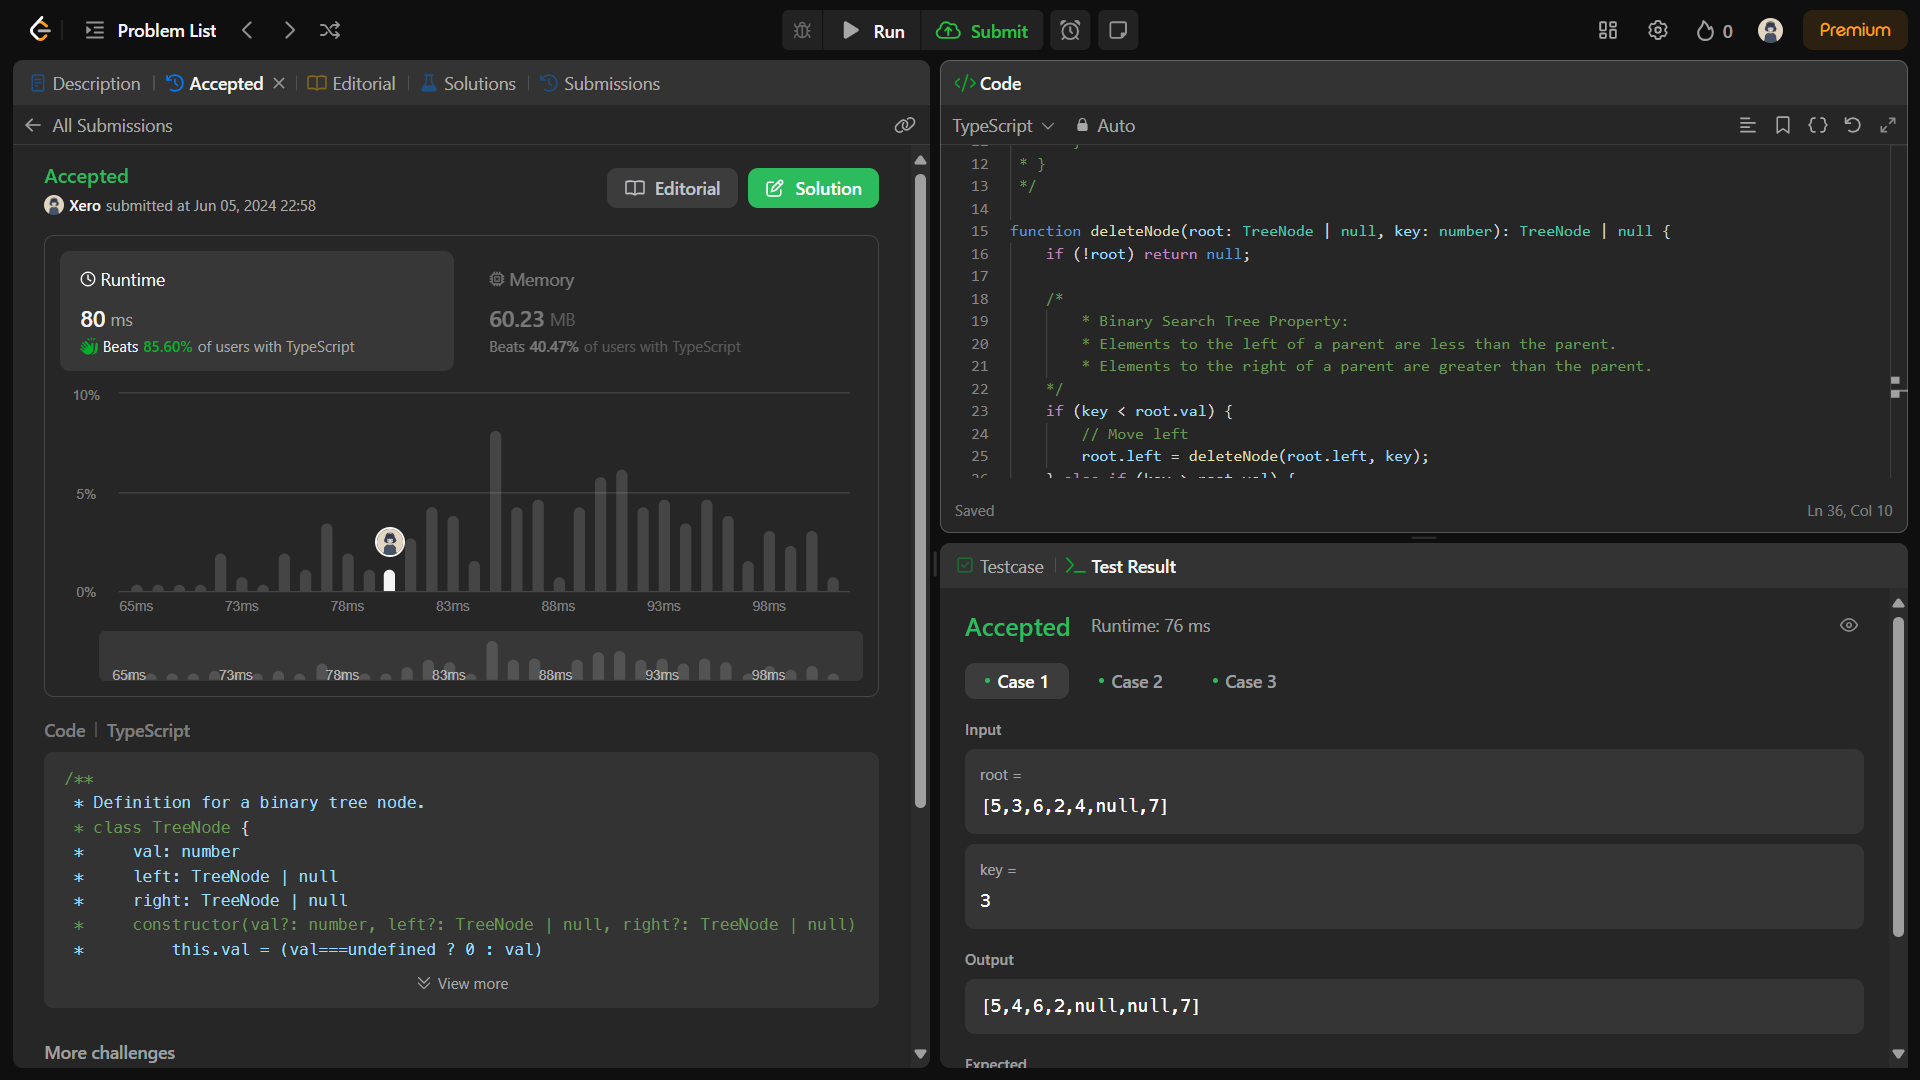 Problem List
Run
Submit
0
Premium
Description
Accepted
Editorial
Solutions
Submissions
All Submissions
Accepted
Xero submitted at Jun 05, 2024 22:58
Editorial
Solution
Runtime
80 ms
Beats 85.60% of users with TypeScript
Memory
60.23 MB
Beats 40.47% of users with TypeScript
10%
5%
0%
65ms 73ms 78ms 83ms 88ms 93ms 98ms
65ms 73ms 78ms 83ms 88ms 93ms 98ms
Code | TypeScript
/**
 * Definition for a binary tree node.
 * class TreeNode {
 *     val: number
 *     left: TreeNode | null
 *     right: TreeNode | null
 *     constructor(val?: number, left?: TreeNode | null, right?: TreeNode | null)
 *         this.val = (val===undefined ? 0 : val)
View more
More challenges
</> Code
TypeScript
Auto
12 * }
13 */
14
15 function deleteNode(root: TreeNode | null, key: number): TreeNode | null {
16     if (!root) return null;
17
18     /*
19         * Binary Search Tree Property:
20         * Elements to the left of a parent are less than the parent.
21         * Elements to the right of a parent are greater than the parent.
22     */
23     if (key < root.val) {
24         // Move left
25         root.left = deleteNode(root.left, key);
26     } else if (key > root.val) {
Saved
Ln 36, Col 10
Testcase
Test Result
Accepted
Runtime: 76 ms
Case 1
Case 2
Case 3
Input
root =
[5,3,6,2,4,null,7]
key =
3
Output
[5,4,6,2,null,null,7]
Expected